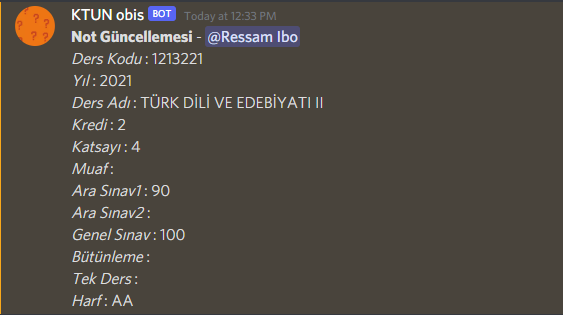 KTUN obis BOT Today at 12:33 PM
Not Güncellemesi - @Ressam Ibo
Ders Kodu : 1213221
Yıl : 2021
Ders Adı : TÜRK DİLİ VE EDEBİYATI II
Kredi : 2
Katsayı : 4
Muaf :
Ara Sınav1 : 90
Ara Sınav2 :
Genel Sınav : 100
Bütünleme :
Tek Ders :
Harf : AA